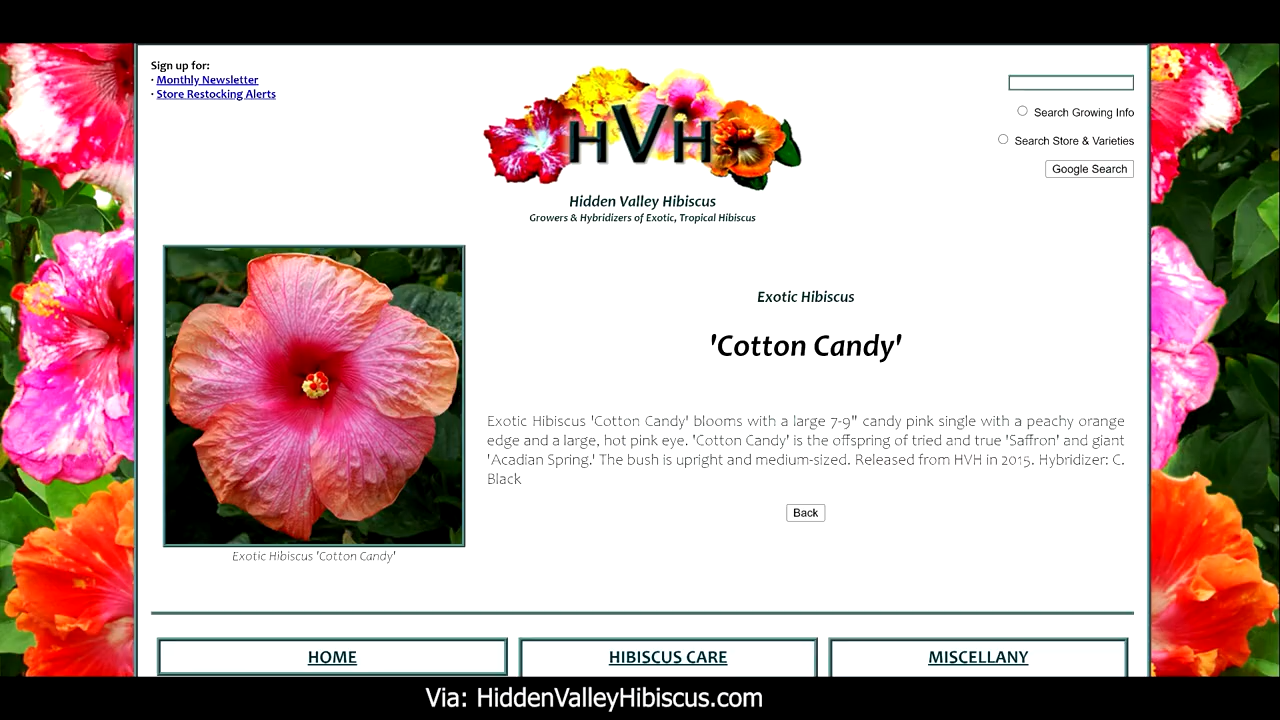 Sign up for:
· Monthly Newsletter
· Store Restocking Alerts
HVH
Hidden Valley Hibiscus
Growers & Hybridizers of Exotic, Tropical Hibiscus
Search Growing Info
Search Store & Varieties
Google Search
Exotic Hibiscus
'Cotton Candy'
Exotic Hibiscus 'Cotton Candy' blooms with a large 7-9" candy pink single with a peachy orange
edge and a large, hot pink eye. 'Cotton Candy' is the offspring of tried and true 'Saffron' and giant
'Acadian Spring.' The bush is upright and medium-sized. Released from HVH in 2015. Hybridizer: C.
Black
Back
Exotic Hibiscus 'Cotton Candy'
HOME
HIBISCUS CARE
MISCELLANY
Via: HiddenValleyHibiscus.com